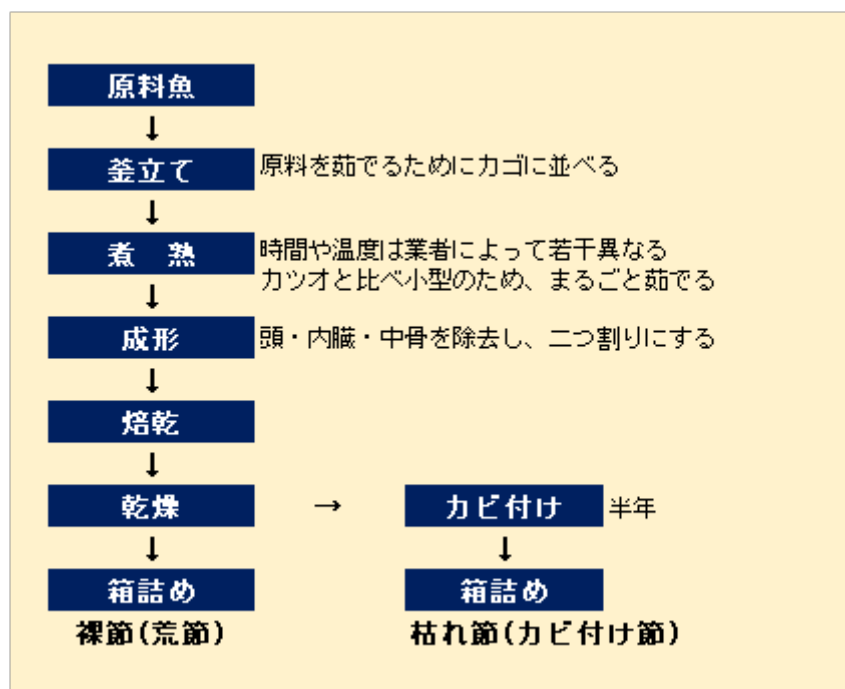 原料魚
↓
釜立て 原料を茹でるためにカゴに並べる
↓
煮 熟 時間や温度は業者によって若干異なる
カツオと比べ小型のため、まるごと茹でる
↓
成形 頭・内臓・中骨を除去し、二つ割りにする
↓
焙乾
↓
乾燥 → カビ付け 半年
↓ ↓
箱詰め 箱詰め
裸節(荒節) 枯れ節(カビ付け節)